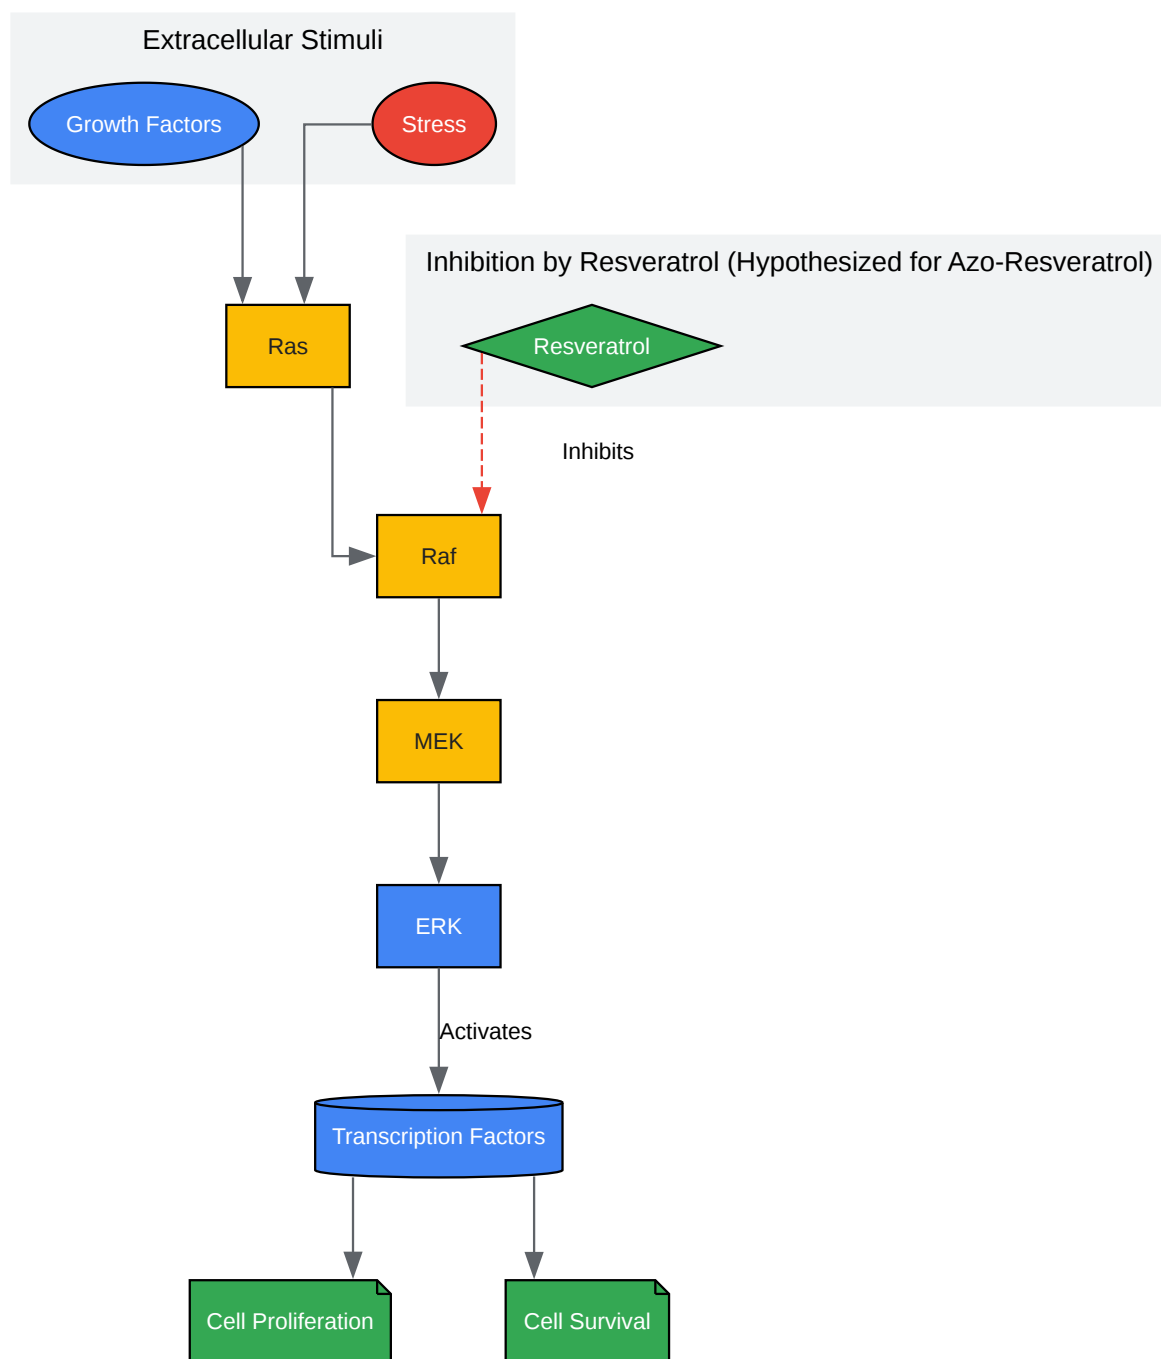 Extracellular Stimuli
Growth Factors
Stress
Inhibition by Resveratrol (Hypothesized for Azo-Resveratrol)
Ras
Resveratrol
Inhibits
Raf
MEK
ERK
Activates
Transcription Factors
Cell Proliferation
Cell Survival